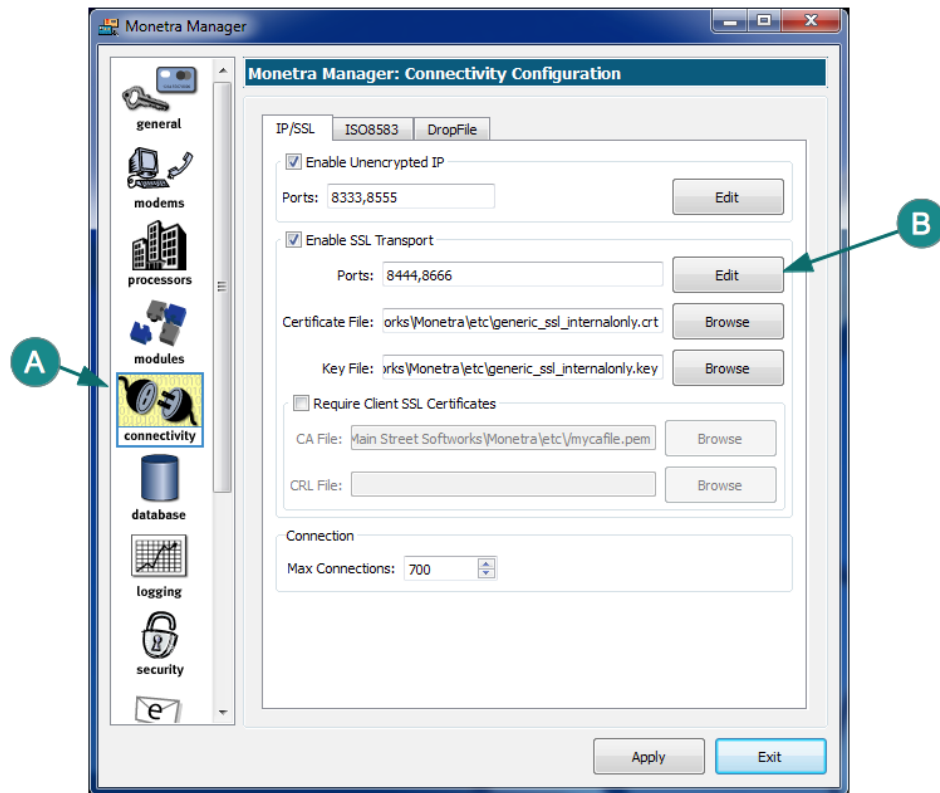 Monetra Manager
Monetra Manager: Connectivity Configuration
general
modems
processors
modules
connectivity
database
logging
security
IP/SSL ISO8583 DropFile
Enable Unencrypted IP
Ports: 8333,8555 Edit
Enable SSL Transport
Ports: 8444,8666 Edit
Certificate File: orks\Monetra\etc\generic_ssl_internalonly.crt Browse
Key File: orks\Monetra\etc\generic_ssl_internalonly.key Browse
Require Client SSL Certificates
CA File: Main Street Softworks\Monetra\etc\/mycafile.pem Browse
CRL File: Browse
Connection
Max Connections: 700
Apply Exit
A
B